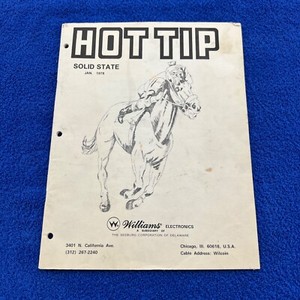 HOT TIP
SOLID STATE
JAN. 1978
W Williams ELECTRONICS
A SUBSIDIARY OF
THE SEEBURG CORPORATION OF DELAWARE
3401 N. California Ave.
Chicago, Ill. 60618, U.S.A.
(312) 267-2240
Cable Address: Wilcoin